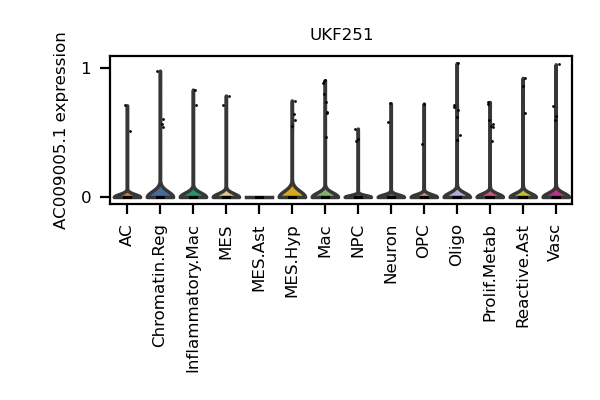 UKF251
AC009005.1 expression
1
0
AC
Chromatin.Reg
Inflammatory.Mac
MES
MES.Ast
MES.Hyp
Mac
NPC
Neuron
OPC
Oligo
Prolif.Metab
Reactive.Ast
Vasc